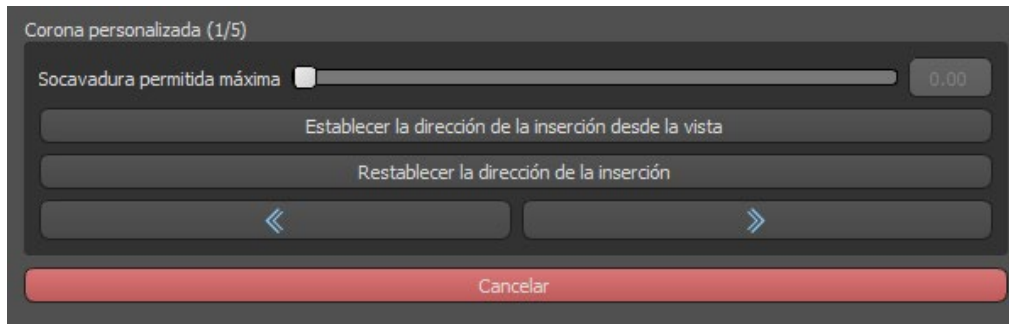 Corona personalizada (1/5)
Socavadura permitida máxima 0.00
Establecer la dirección de la inserción desde la vista
Restablecer la dirección de la inserción
Cancelar